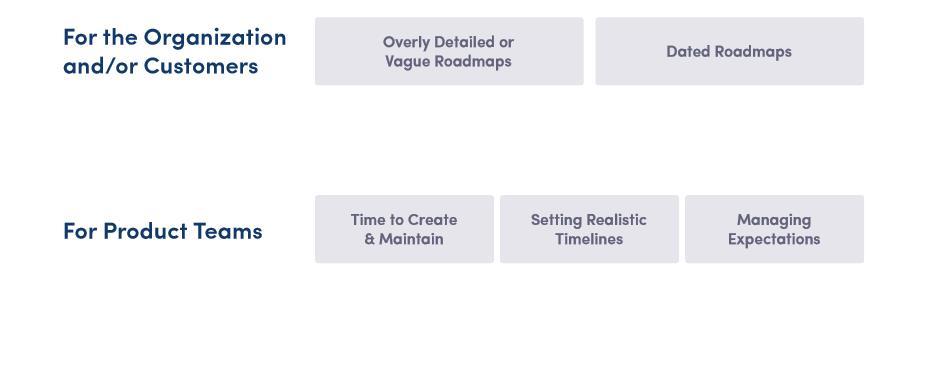 For the Organization
and/or Customers
Overly Detailed or
Vague Roadmaps
Dated Roadmaps
For Product Teams
Time to Create
& Maintain
Setting Realistic
Timelines
Managing
Expectations